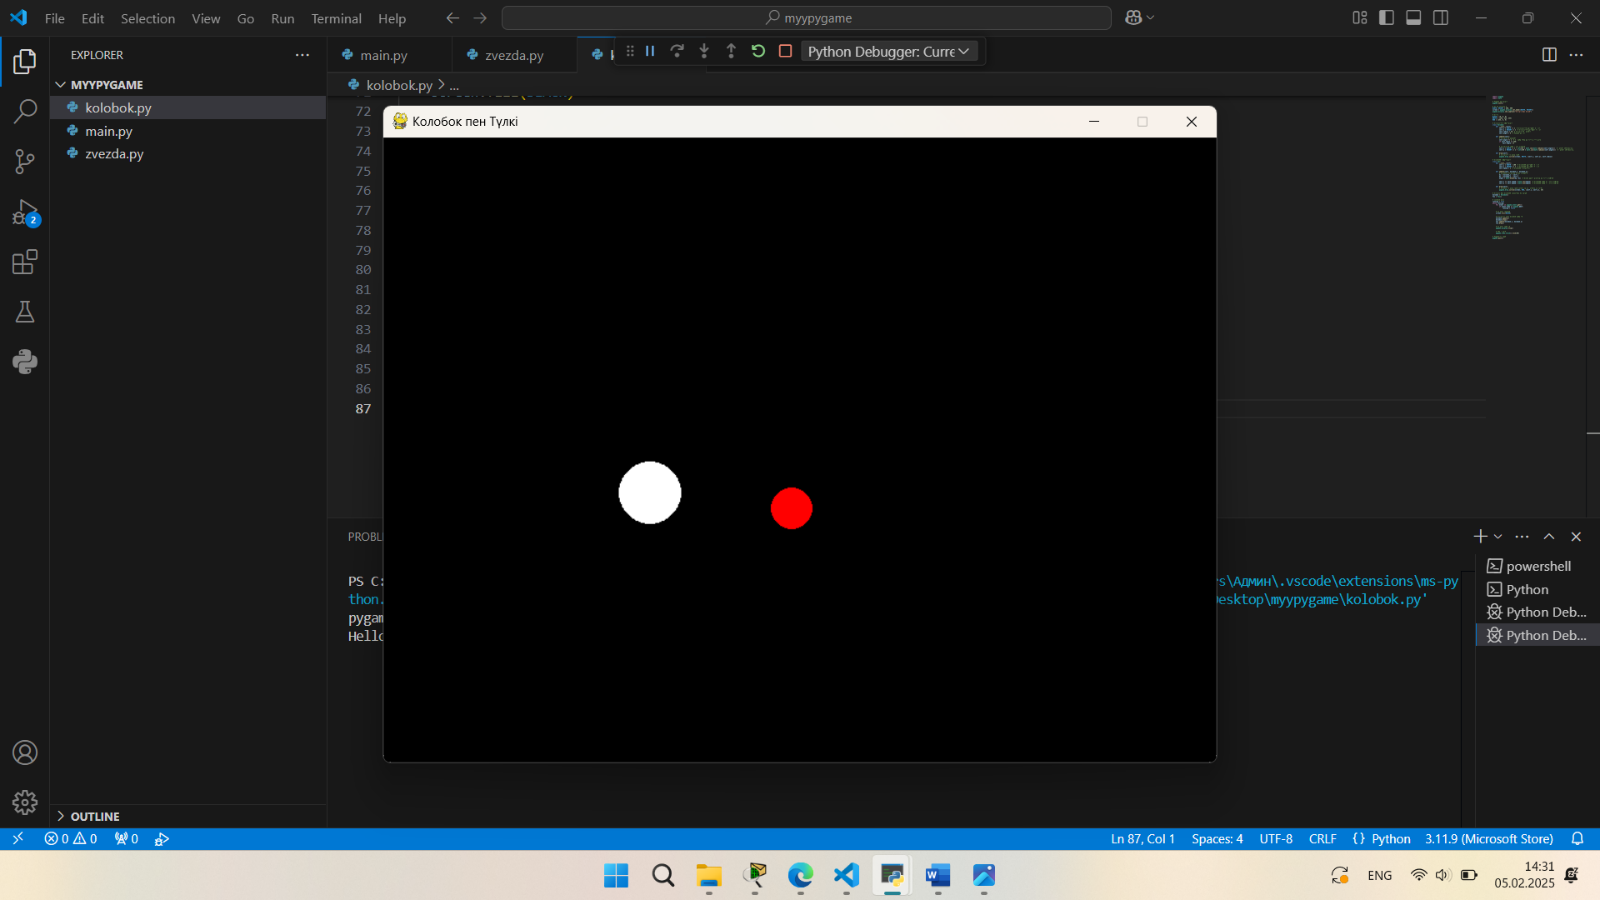 File Edit Selection View Go Run Terminal Help
myypygame
EXPLORER
main.py
zvezda.py
Python Debugger: Curre
MYYPYGAME
kolobok.py > ...
kolobok.py
main.py
zvezda.py
72
73
74
75
76
77
78
79
80
81
82
83
84
85
86
87
Колобок пен Түлкі
2
PS C:
rs\Админ\.vscode\extensions\ms-py
thon.
esktop\myypygame\kolobok.py'
pygam
Hello
powershell
Python
Python Deb...
Python Deb...
OUTLINE
0 0 0
Ln 87, Col 1 Spaces: 4 UTF-8 CRLF {} Python 3.11.9 (Microsoft Store)
ENG
14:31
05.02.2025